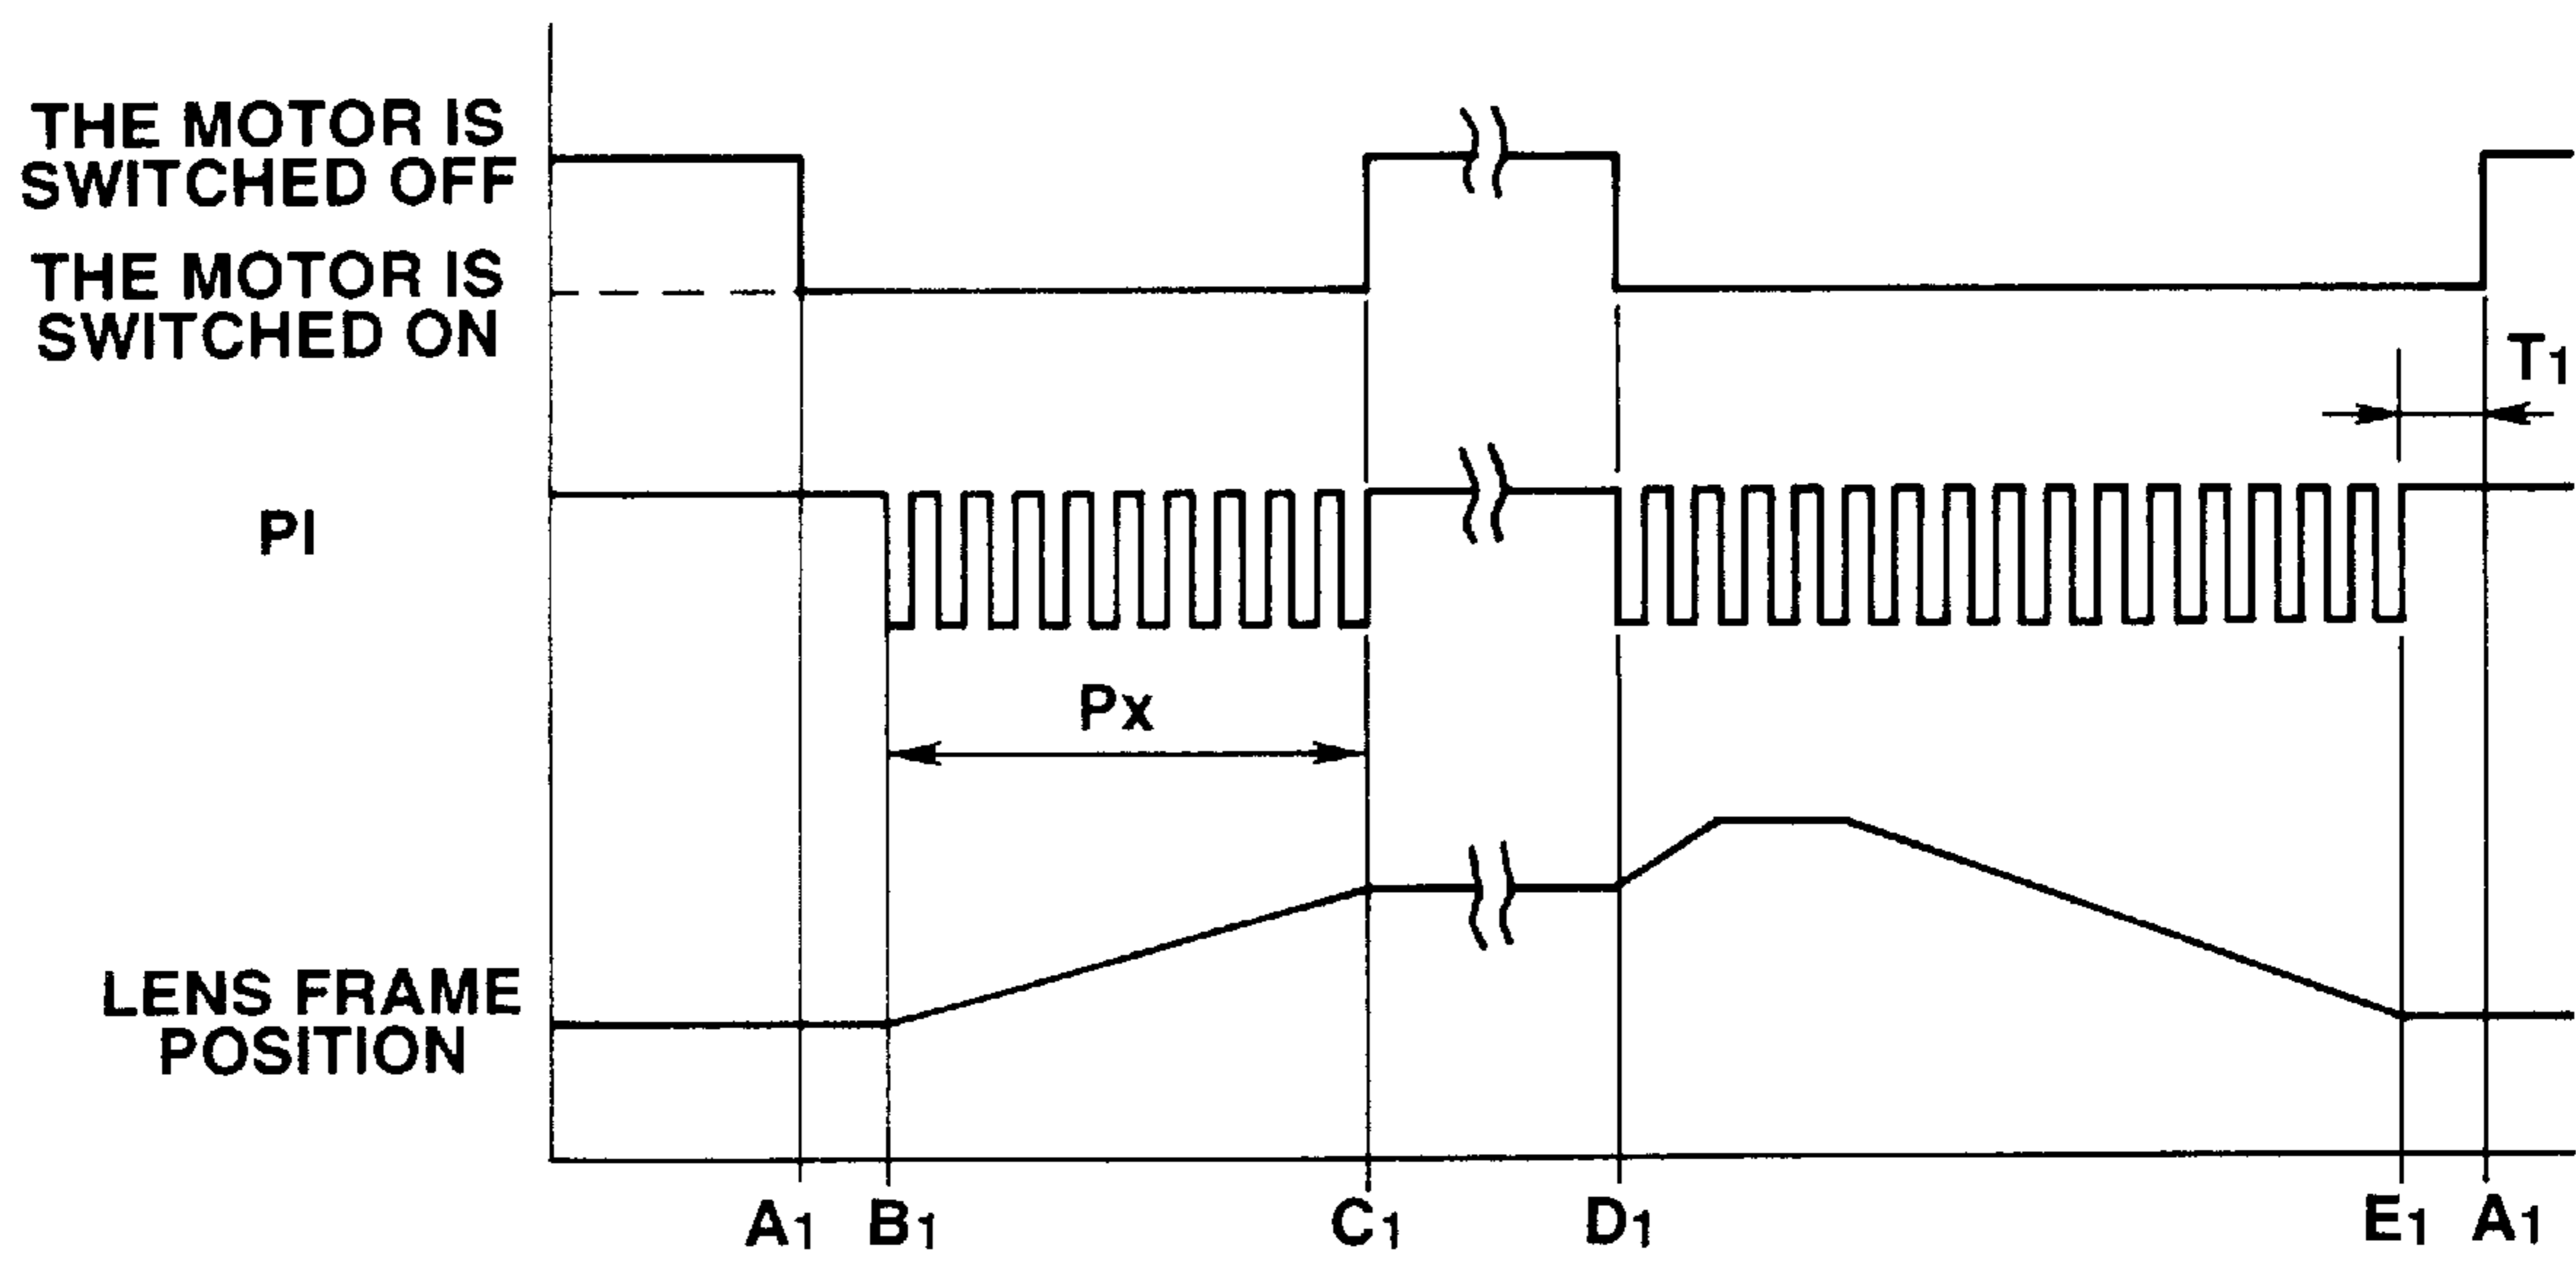 THE MOTOR IS
SWITCHED OFF
THE MOTOR IS
SWITCHED ON
T1
PI
Px
LENS FRAME
POSITION
A1 B1 C1 D1 E1 A1